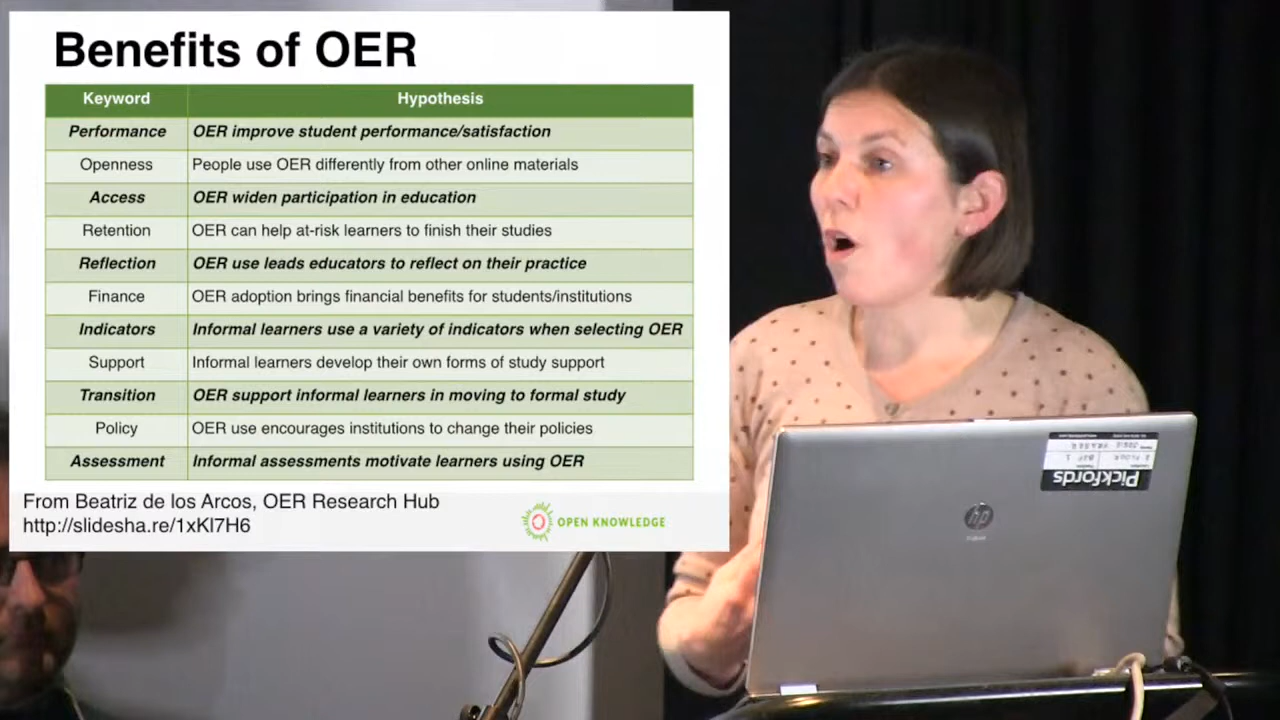 Benefits of OER
Keyword Hypothesis
Performance OER improve student performance/satisfaction
Openness People use OER differently from other online materials
Access OER widen participation in education
Retention OER can help at-risk learners to finish their studies
Reflection OER use leads educators to reflect on their practice
Finance OER adoption brings financial benefits for students/institutions
Indicators Informal learners use a variety of indicators when selecting OER
Support Informal learners develop their own forms of study support
Transition OER support informal learners in moving to formal study
Policy OER use encourages institutions to change their policies
Assessment Informal assessments motivate learners using OER
From Beatriz de los Arcos, OER Research Hub
http://slidesha.re/1xKl7H6
OPEN KNOWLEDGE
Pickfords
hp